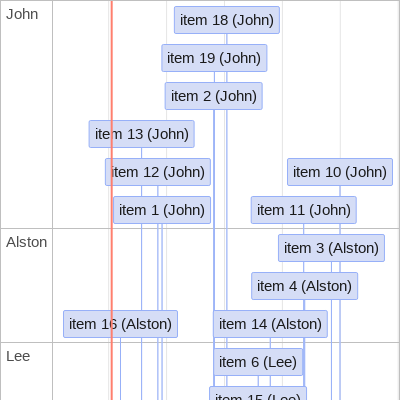 John
item 18 (John)
item 19 (John)
item 2 (John)
item 13 (John)
item 12 (John)
item 10 (John)
item 1 (John)
item 11 (John)
Alston
item 3 (Alston)
item 4 (Alston)
item 16 (Alston)
item 14 (Alston)
Lee
item 6 (Lee)
item 15 (Lee)